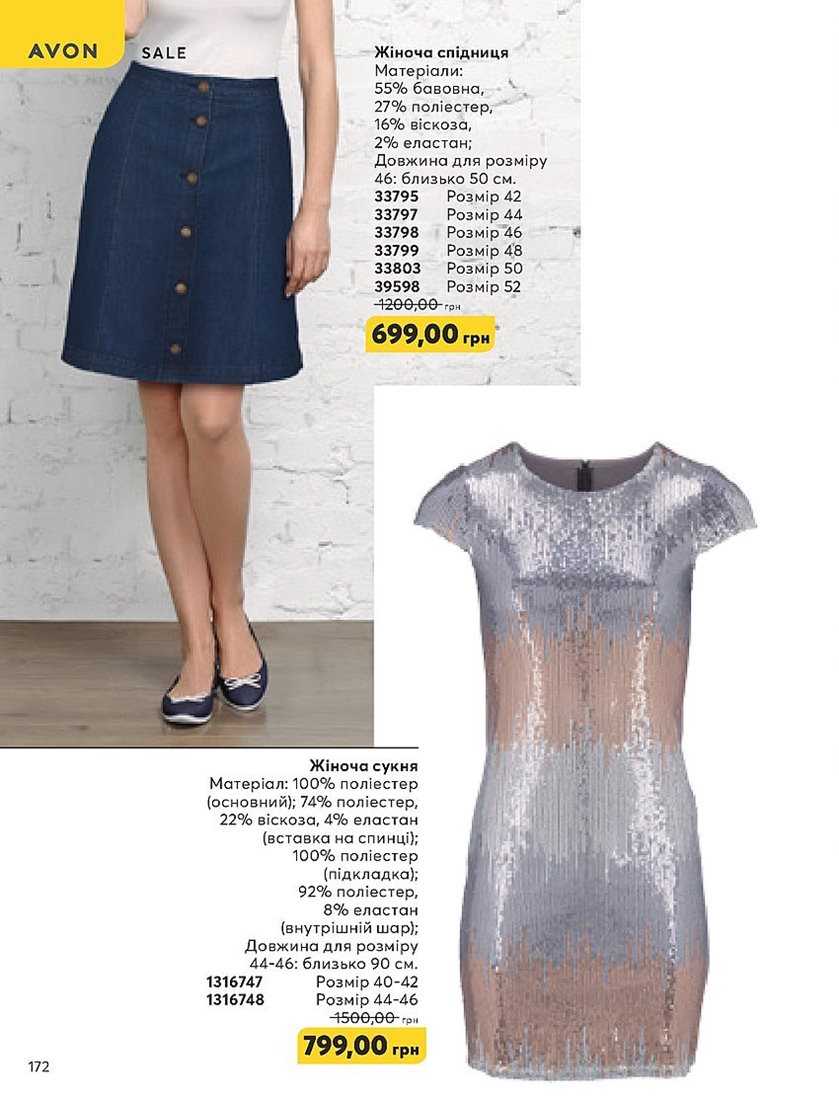 AVON SALE
Жіноча спідниця
Матеріали:
55% бавовна,
27% поліестер,
16% віскоза,
2% еластан;
Довжина для розміру
46: близько 50 см.
33795 Розмір 42
33797 Розмір 44
33798 Розмір 46
33799 Розмір 48
33803 Розмір 50
39598 Розмір 52
1200,00 грн
699,00 грн
Жіноча сукня
Матеріал: 100% поліестер
(основний); 74% поліестер,
22% віскоза, 4% еластан
(вставка на спинці);
100% поліестер
(підкладка);
92% поліестер,
8% еластан
(внутрішній шар);
Довжина для розміру
44-46: близько 90 см.
1316747 Розмір 40-42
1316748 Розмір 44-46
1500,00 грн
799,00 грн
172